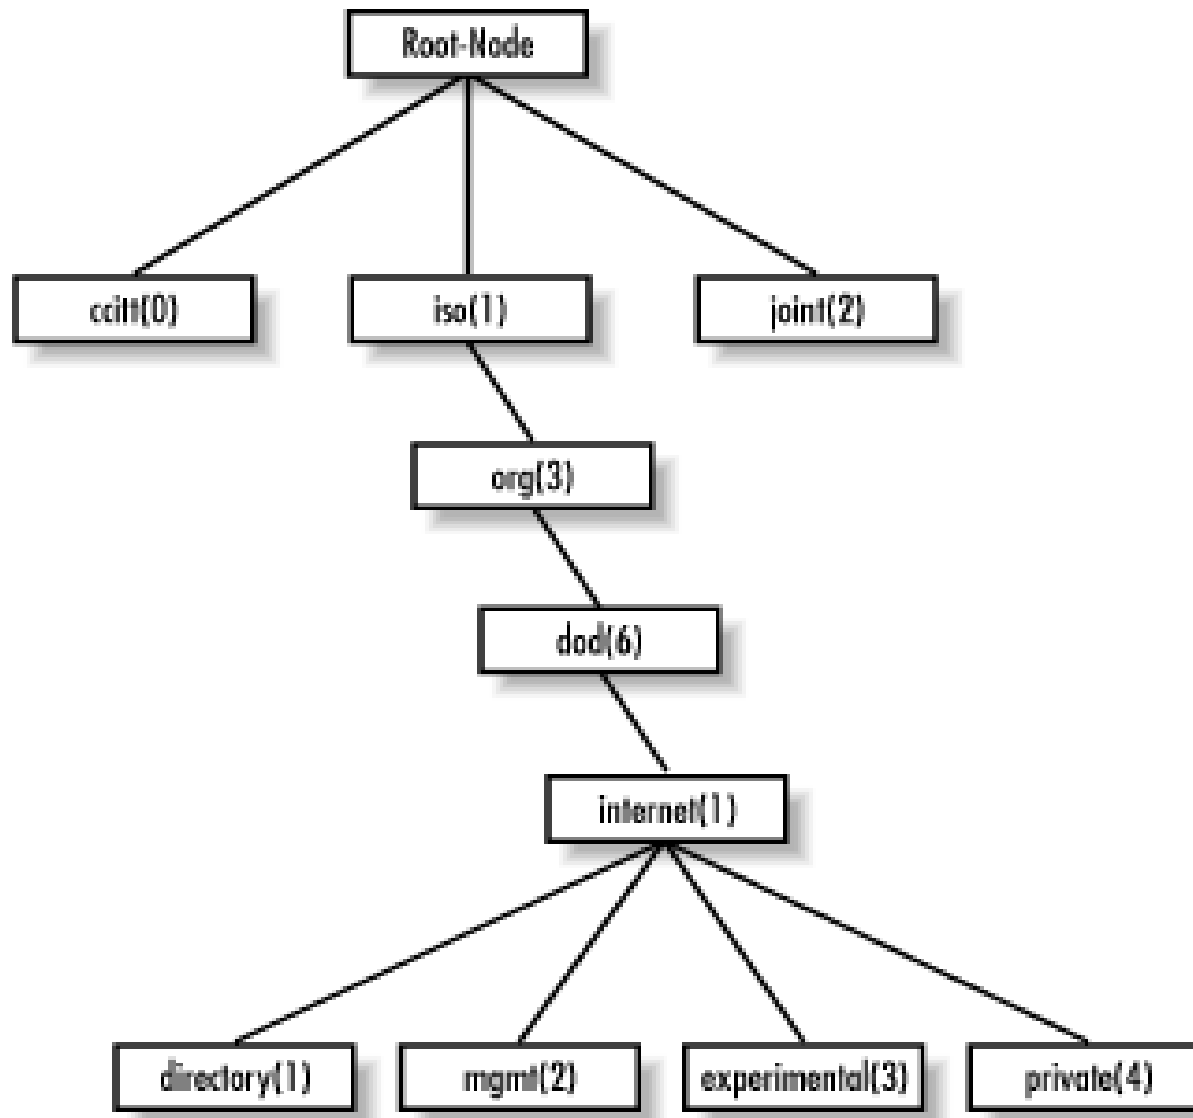 Root-Node
ccitt(0)
iso(1)
joint(2)
org(3)
dod(6)
internet(1)
directory(1)
mgmt(2)
experimental(3)
private(4)